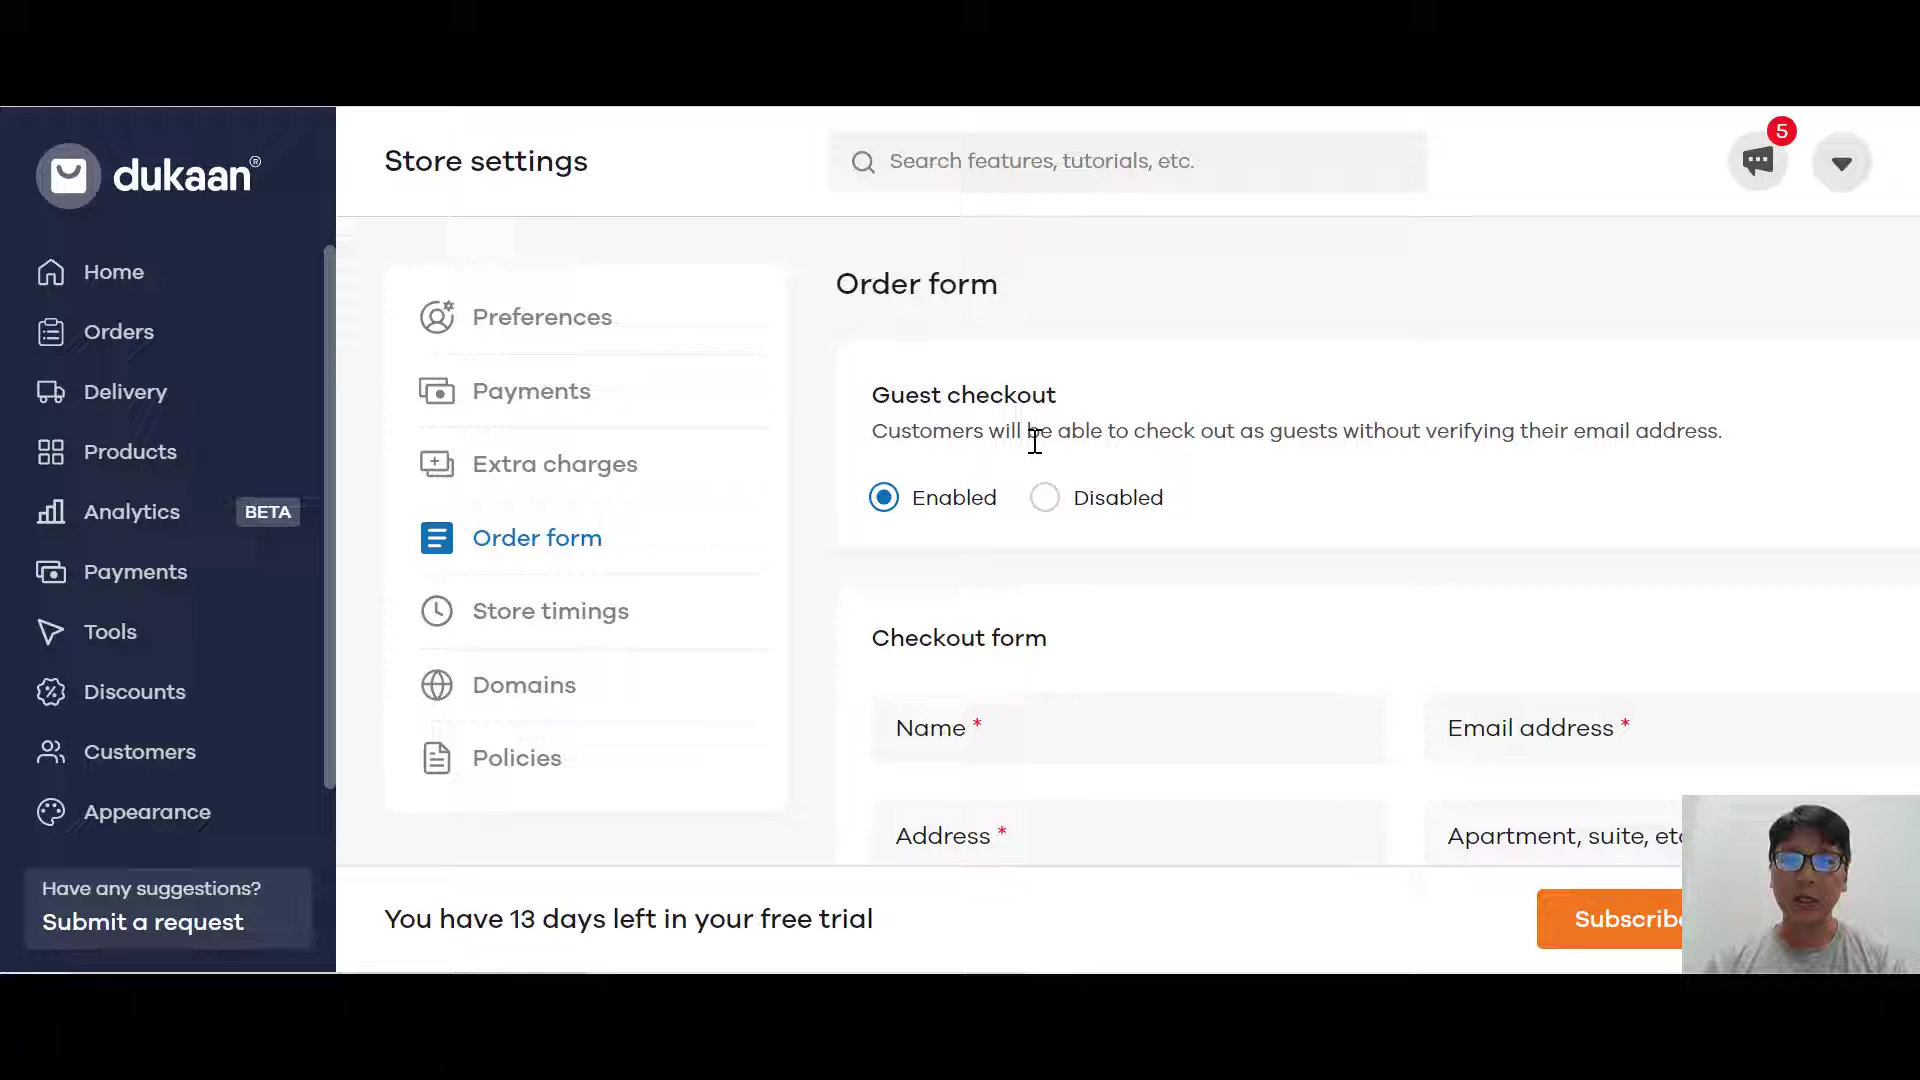 dukaan®
Home
Orders
Delivery
Products
Analytics BETA
Payments
Tools
Discounts
Customers
Appearance
Have any suggestions?
Submit a request
Store settings
Search features, tutorials, etc.
5
Preferences
Payments
Extra charges
Order form
Store timings
Domains
Policies
Order form
Guest checkout
Customers will be able to check out as guests without verifying their email address.
Enabled Disabled
Checkout form
Name * Email address *
Address * Apartment, suite, etc
You have 13 days left in your free trial
Subscribe